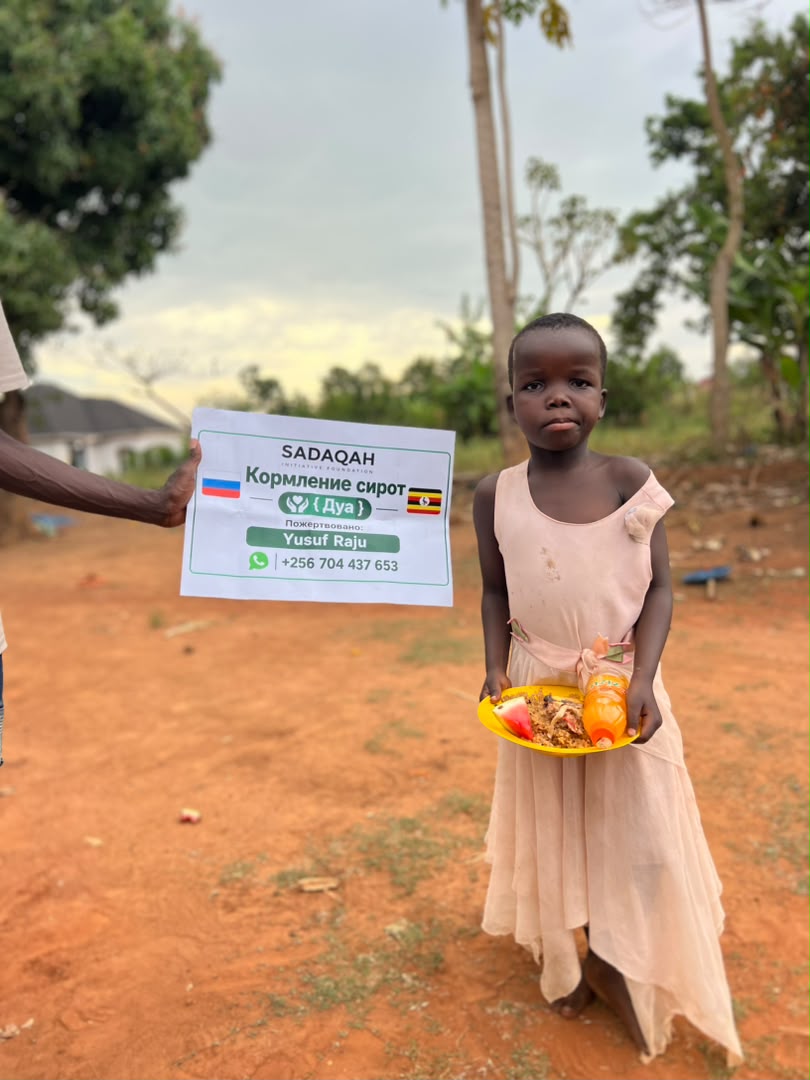 SADAQAH
INITIATIVE FOUNDATION
Кормление сирот
{ Дуа }
Пожертвовано:
Yusuf Raju
+256 704 437 653